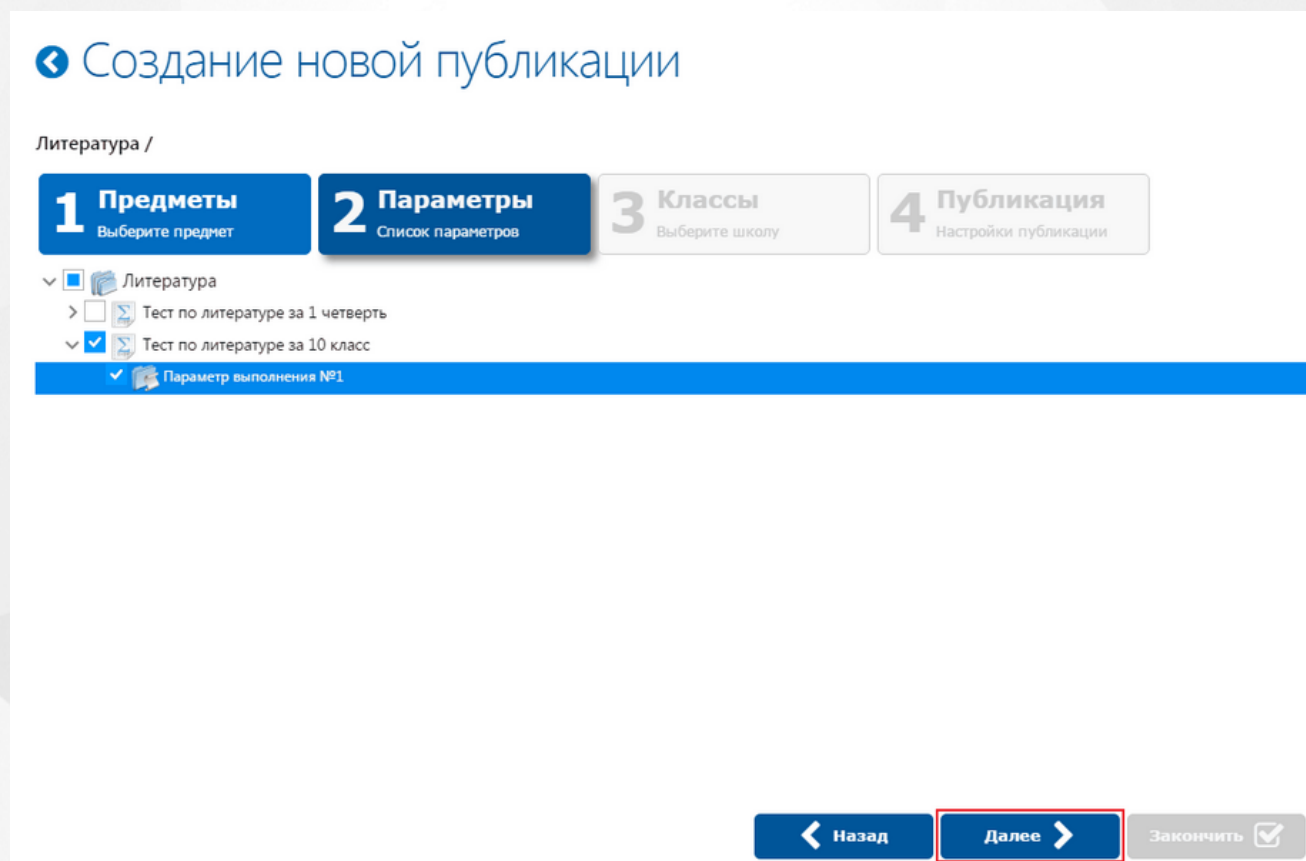 Создание новой публикации
Литература /
1 Предметы
Выберите предмет
2 Параметры
Список параметров
3 Классы
Выберите школу
4 Публикация
Настройки публикации
Литература
Тест по литературе за 1 четверть
Тест по литературе за 10 класс
Параметр выполнения №1
Назад
Далее
Закончить